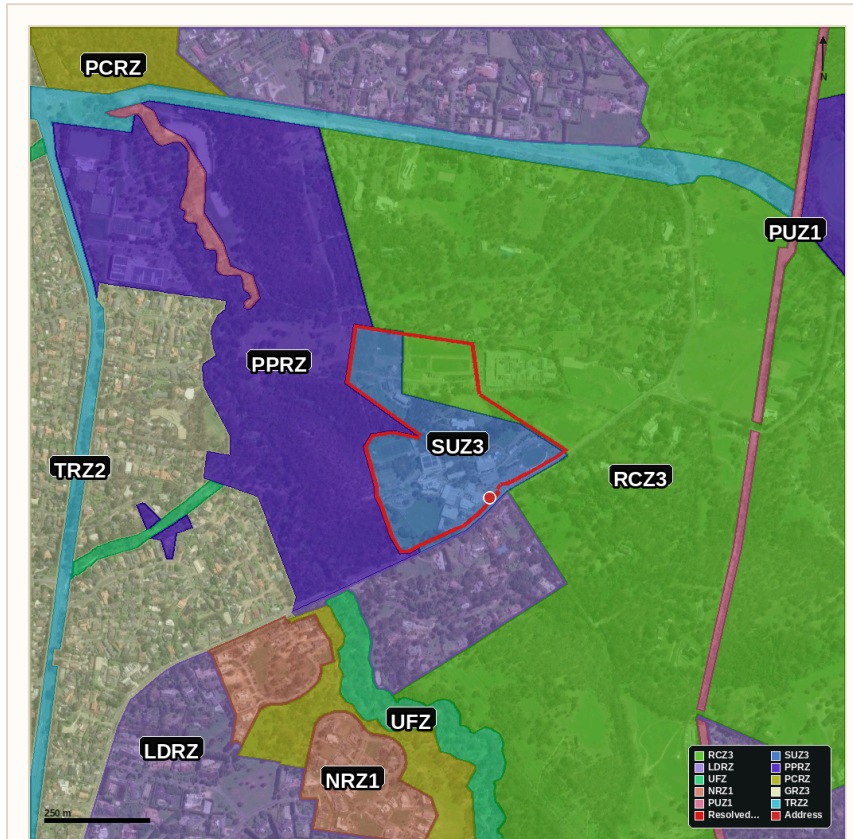 PCRZ
N
PUZ1
PPRZ
SUZ3
TRZ2
RCZ3
UFZ
LDRZ
NRZ1
250 m
RCZ3 SUZ3
LDRZ PPRZ
UFZ PCRZ
NRZ1 GRZ3
PUZ1 TRZ2
Resolved... Address